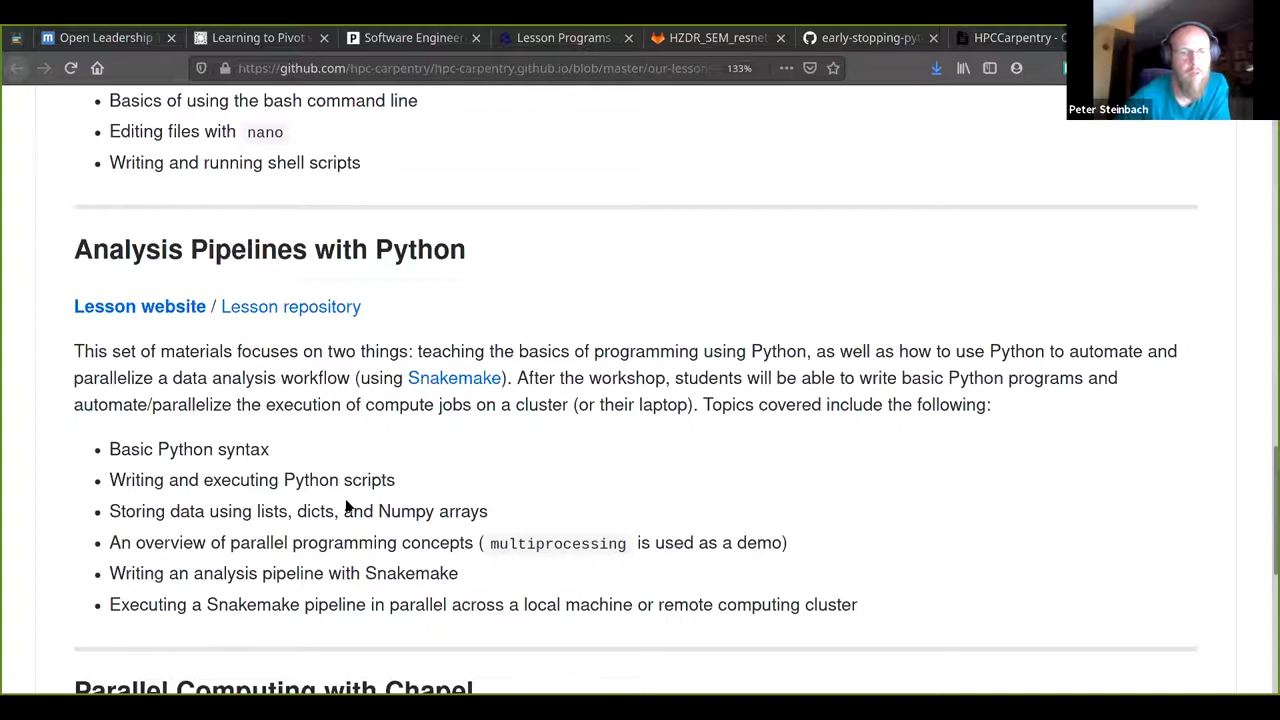 Open Leadership T
Learning to Pivot w
Software Engineer
Lesson Programs
HZDR_SEM_resnet
early-stopping-pyt
HPCCarpentry - O
https://github.com/hpc-carpentry/hpc-carpentry.github.io/blob/master/our-lesson
133%
Peter Steinbach
Basics of using the bash command line
Editing files with nano
Writing and running shell scripts
Analysis Pipelines with Python
Lesson website / Lesson repository
This set of materials focuses on two things: teaching the basics of programming using Python, as well as how to use Python to automate and
parallelize a data analysis workflow (using Snakemake). After the workshop, students will be able to write basic Python programs and
automate/parallelize the execution of compute jobs on a cluster (or their laptop). Topics covered include the following:
Basic Python syntax
Writing and executing Python scripts
Storing data using lists, dicts, and Numpy arrays
An overview of parallel programming concepts ( multiprocessing is used as a demo)
Writing an analysis pipeline with Snakemake
Executing a Snakemake pipeline in parallel across a local machine or remote computing cluster
Parallel Computing with Chapel